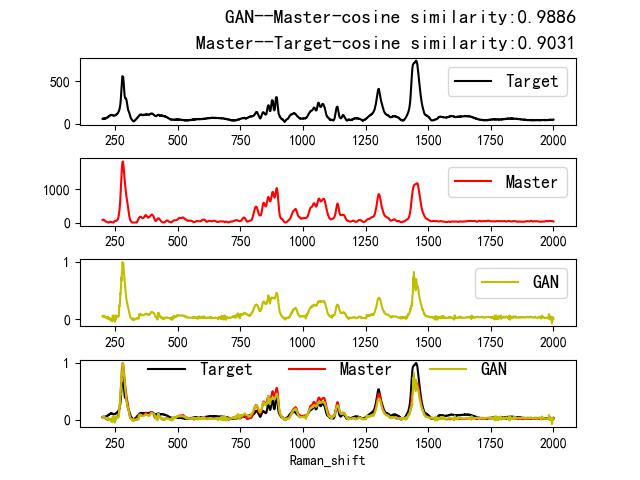 GAN--Master-cosine similarity:0.9886
Master--Target-cosine similarity:0.9031
500
0
Target
250 500 750 1000 1250 1500 1750 2000
1000
0
Master
250 500 750 1000 1250 1500 1750 2000
1
0
GAN
250 500 750 1000 1250 1500 1750 2000
1
0
Target Master GAN
250 500 750 1000 1250 1500 1750 2000
Raman_shift